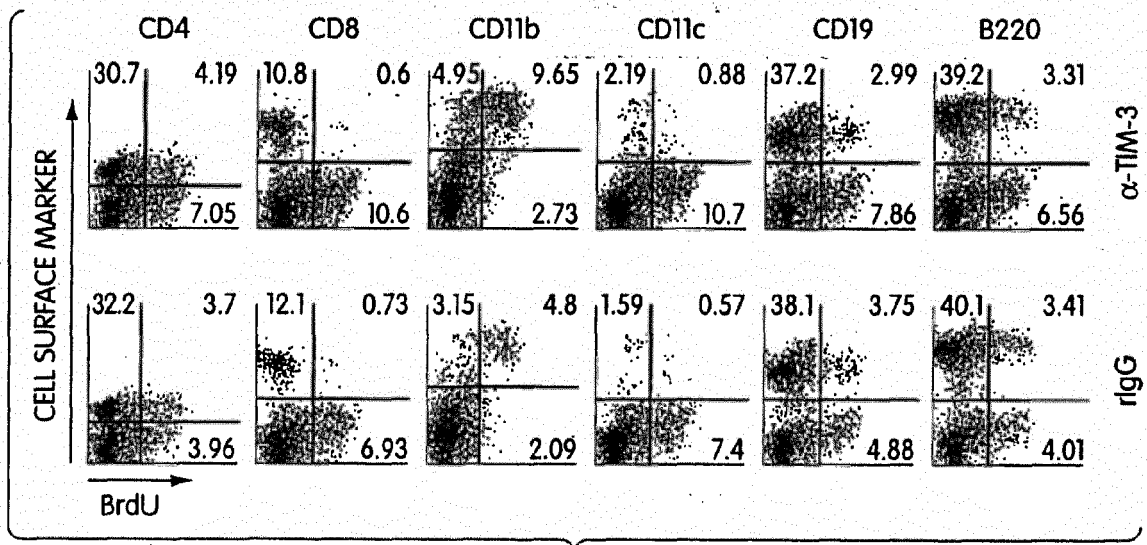 CD4 CD8 CD11b CD11c CD19 B220
30.7 4.19 10.8 0.6 4.95 9.65 2.19 0.88 37.2 2.99 39.2 3.31
7.05 10.6 2.73 10.7 7.86 6.56
α-TIM-3
CELL SURFACE MARKER
32.2 3.7 12.1 0.73 3.15 4.8 1.59 0.57 38.1 3.75 40.1 3.41
3.96 6.93 2.09 7.4 4.88 4.01
rIgG
BrdU